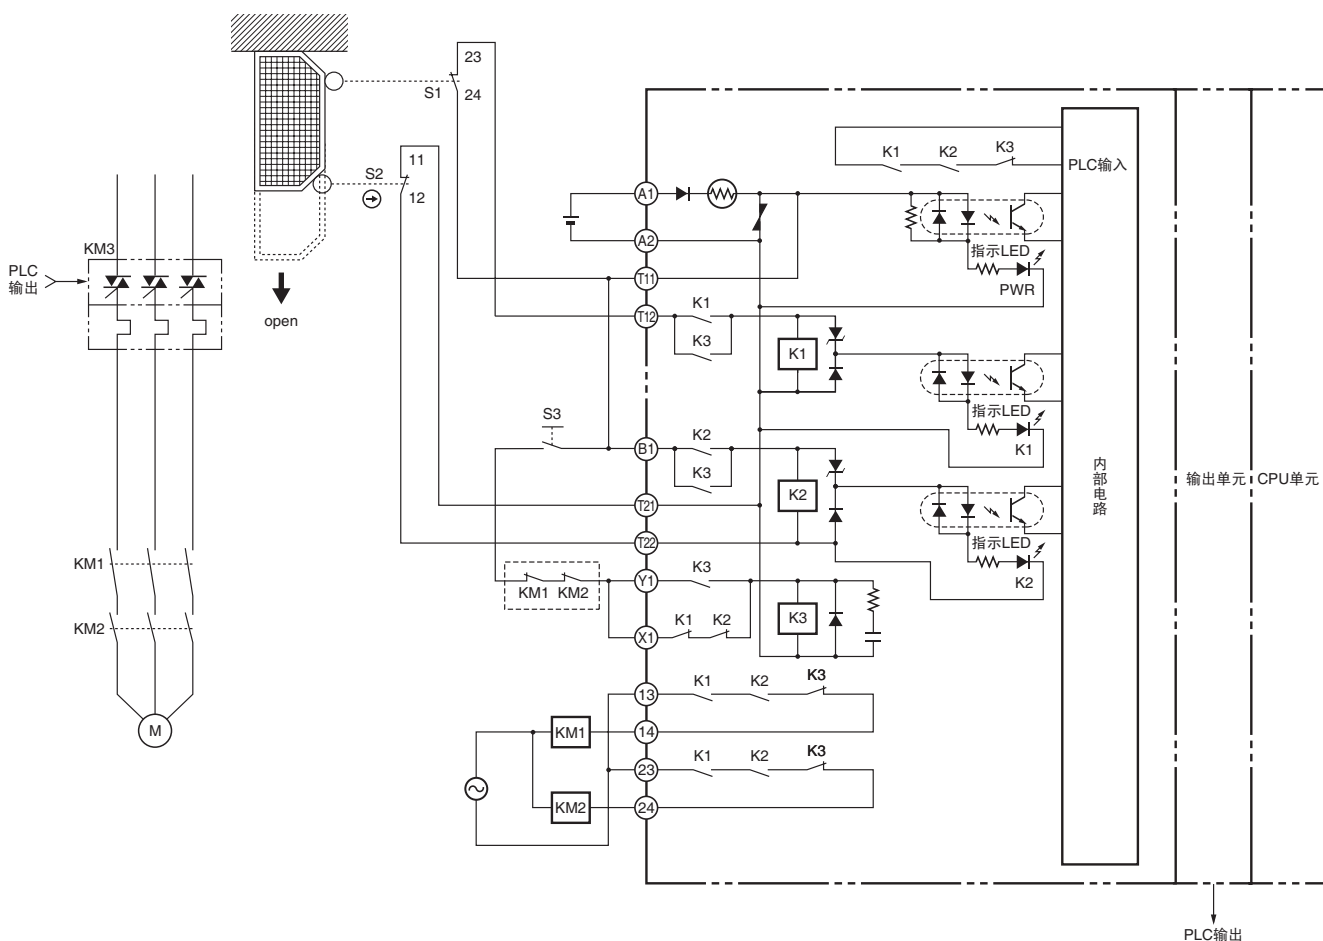 23
S1
24
11
S2
12
KM3
PLC
输出
open
K1
K2
K3
PLC输入
A1
A2
指示LED
PWR
T11
T12
K1
K3
K1
指示LED
K1
S3
B1
K2
K3
K2
T21
T22
指示LED
K2
内部电路
输出单元
CPU单元
KM1
KM2
M
KM1
KM2
Y1
K3
K1
K2
X1
K3
13
K1
K2
K3
KM1
14
23
K1
K2
K3
KM2
24
PLC输出